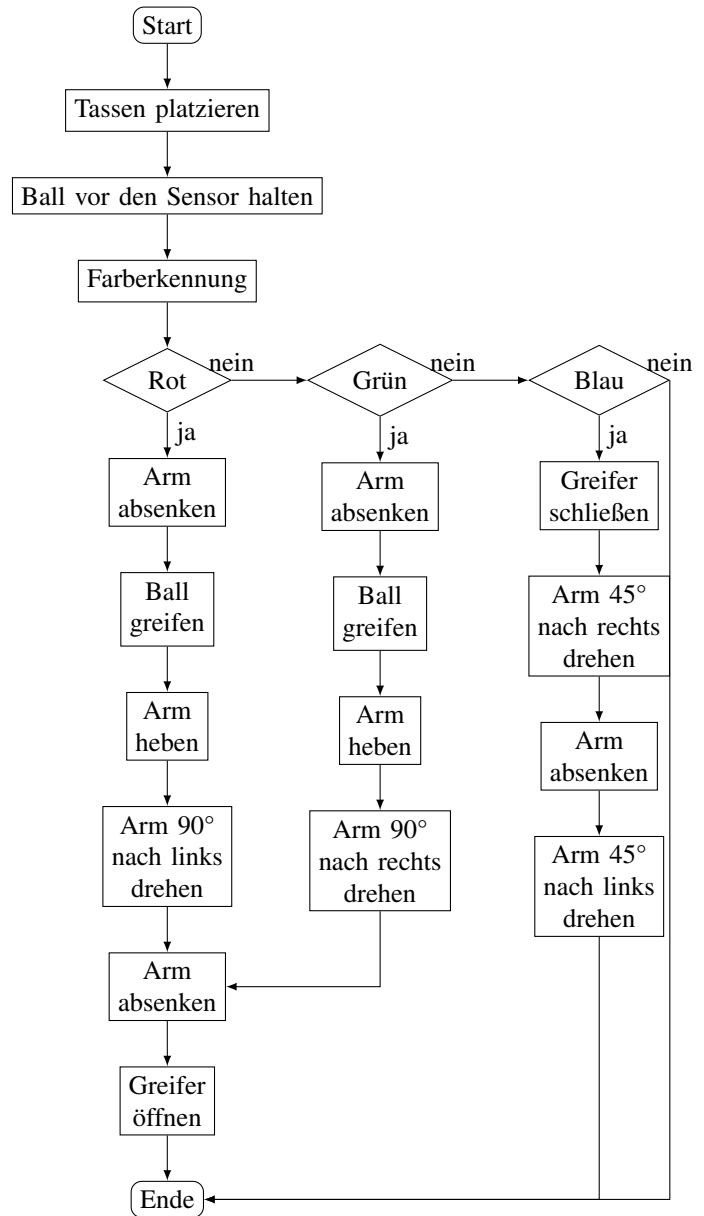 Start
Tassen platzieren
Ball vor den Sensor halten
Farberkennung
Rot
nein
Grün
nein
Blau
nein
ja
ja
ja
Arm
absenken
Ball
greifen
Arm
heben
Arm 90°
nach links
drehen
Arm
absenken
Greifer
öffnen
Ende
Arm
absenken
Ball
greifen
Arm
heben
Arm 90°
nach rechts
drehen
Greifer
schließen
Arm 45°
nach rechts
drehen
Arm
absenken
Arm 45°
nach links
drehen